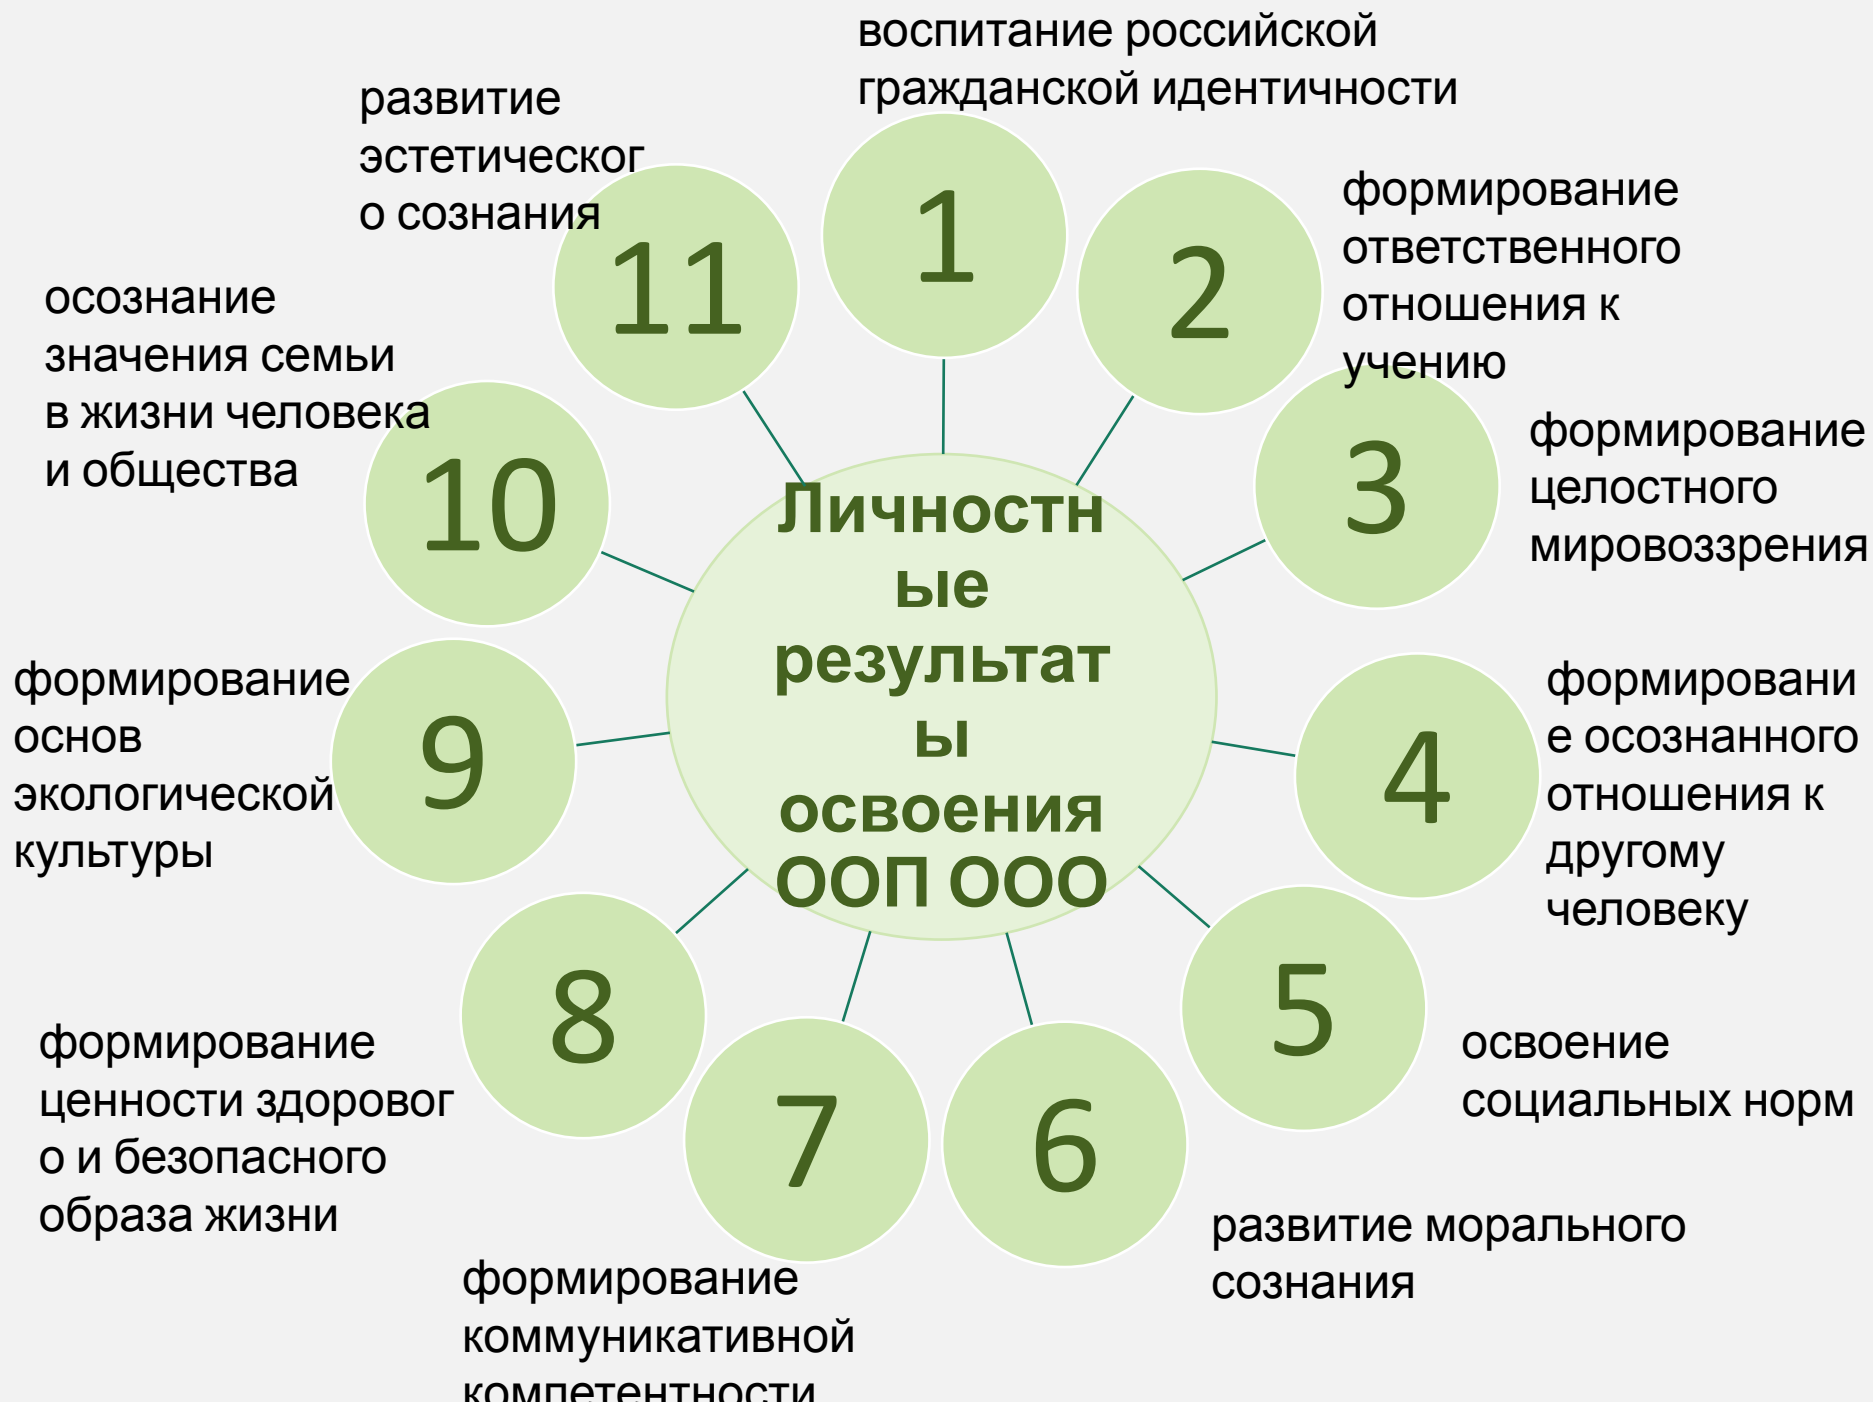 воспитание российской
гражданской идентичности
1
формирование
ответственного
отношения к
учению
2
формирование
целостного
мировоззрения
3
формировани
е осознанного
отношения к
другому
человеку
4
освоение
социальных норм
5
развитие морального
сознания
6
формирование
коммуникативной
компетентности
7
формирование
ценности здоровог
о и безопасного
образа жизни
8
формирование
основ
экологической
культуры
9
осознание
значения семьи
в жизни человека
и общества
10
развитие
эстетическог
о сознания
11
Личностн
ые
результат
ы
освоения
ООП ООО